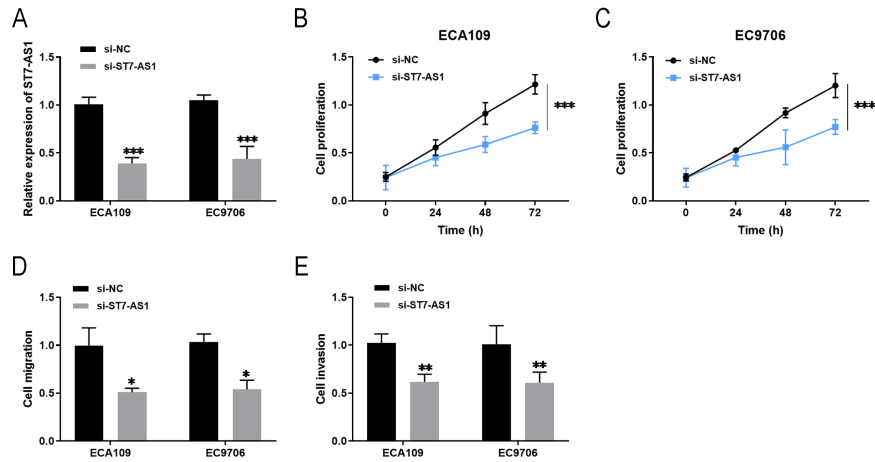 A
Relative expression of ST7-AS1
si-NC
si-ST7-AS1
1.5
1.0
0.5
0.0
***
***
ECA109
EC9706
B
ECA109
Cell proliferation
si-NC
si-ST7-AS1
1.5
1.0
0.5
0.0
***
0
24
48
72
Time (h)
C
EC9706
Cell proliferation
si-NC
si-ST7-AS1
1.5
1.0
0.5
0.0
***
0
24
48
72
Time (h)
D
Cell migration
si-NC
si-ST7-AS1
1.5
1.0
0.5
0.0
*
*
ECA109
EC9706
E
Cell invasion
si-NC
si-ST7-AS1
1.5
1.0
0.5
0.0
**
**
ECA109
EC9706